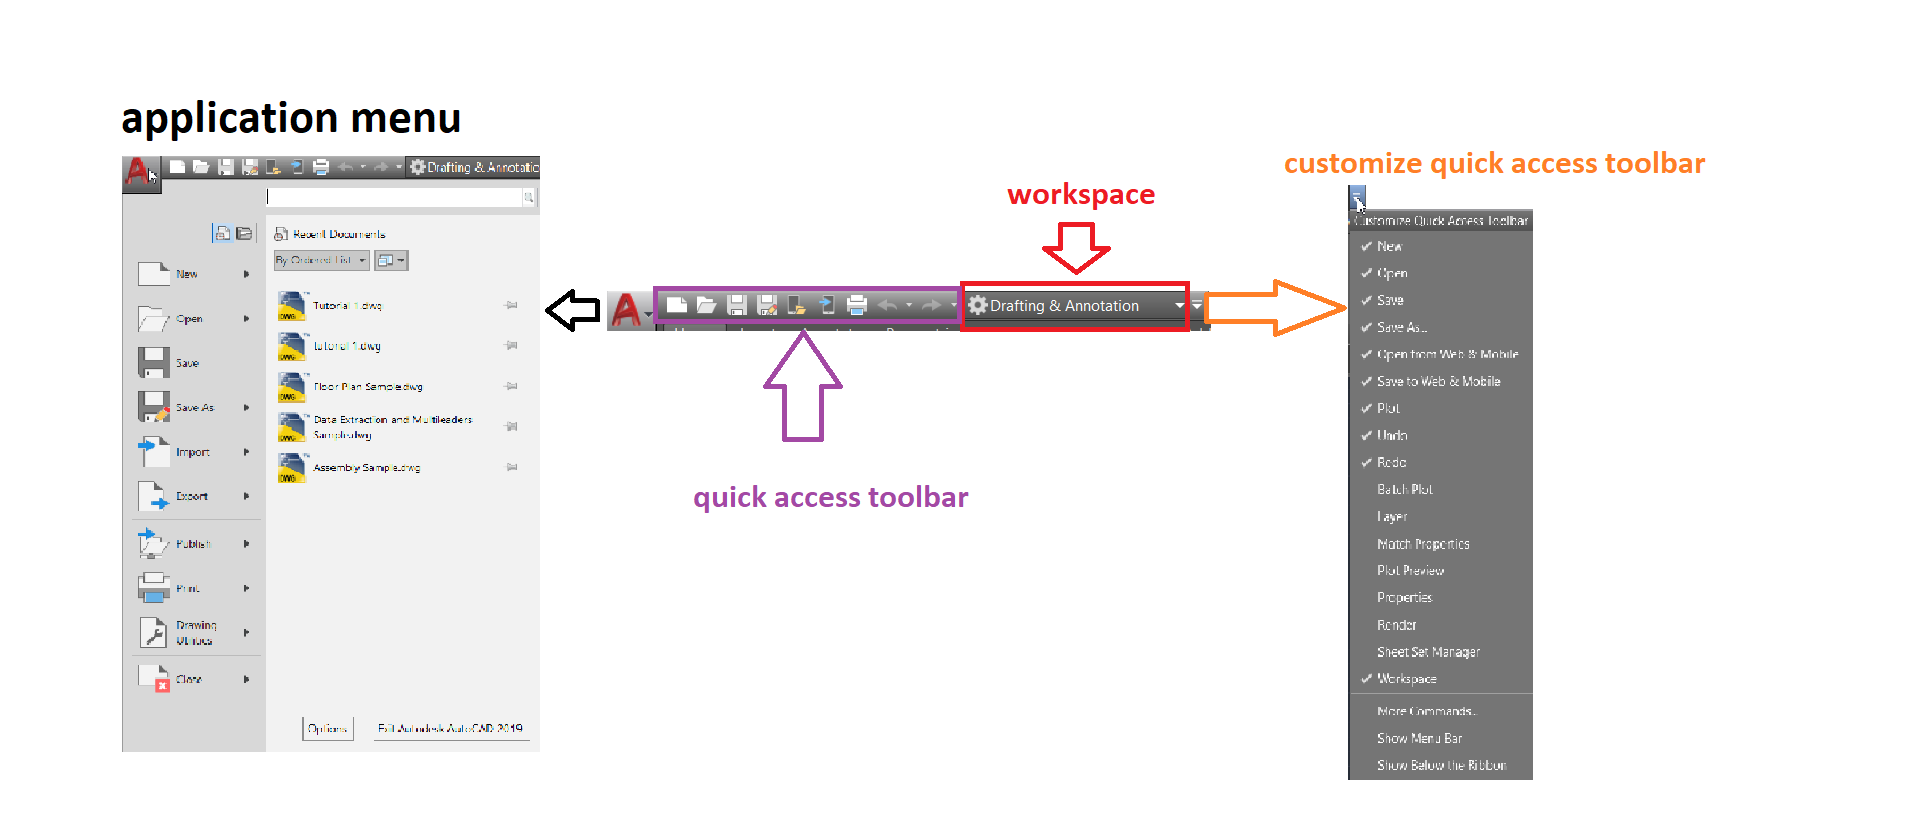 application menu
Drafting & Annotatic
Recent Documents
By Ordered List
New
Open
Save
Save As
Import
Export
Publish
Print
Drawing
Utilities
Close
Tutorial 1.dwg
tutorial 1.dwg
Floor Plan Sample.dwg
Data Extraction and Multileaders
Sample.dwg
Assembly Sample.dwg
Options
Exit Autodesk AutoCAD 2019
workspace
Drafting & Annotation
quick access toolbar
customize quick access toolbar
Customize Quick Access Toolbar
New
Open
Save
Save As...
Open from Web & Mobile
Save to Web & Mobile
Plot
Undo
Redo
Batch Plot
Layer
Match Properties
Plot Preview
Properties
Render
Sheet Set Manager
Workspace
More Commands...
Show Menu Bar
Show Below the Ribbon